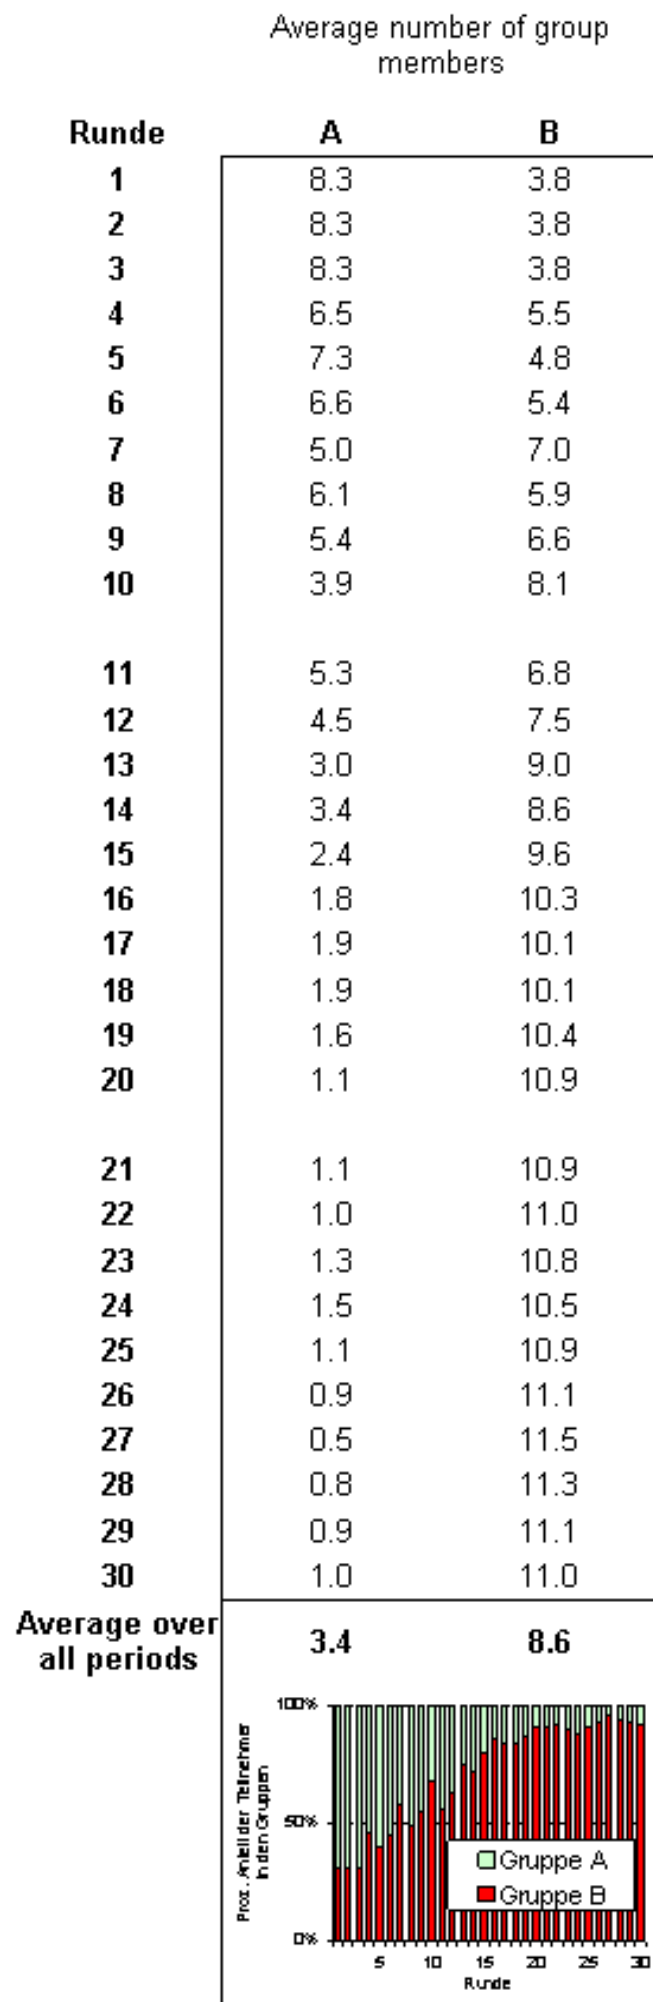 Average number of group
members
Runde A B
1 8.3 3.8
2 8.3 3.8
3 8.3 3.8
4 6.5 5.5
5 7.3 4.8
6 6.6 5.4
7 5.0 7.0
8 6.1 5.9
9 5.4 6.6
10 3.9 8.1
11 5.3 6.8
12 4.5 7.5
13 3.0 9.0
14 3.4 8.6
15 2.4 9.6
16 1.8 10.3
17 1.9 10.1
18 1.9 10.1
19 1.6 10.4
20 1.1 10.9
21 1.1 10.9
22 1.0 11.0
23 1.3 10.8
24 1.5 10.5
25 1.1 10.9
26 0.9 11.1
27 0.5 11.5
28 0.8 11.3
29 0.9 11.1
30 1.0 11.0
Average over
all periods 3.4 8.6
Proz. Anteil der Teilnehmer
in den Gruppen
100%
50%
0%
Gruppe A
Gruppe B
5 10 15 20 25 30
Runde